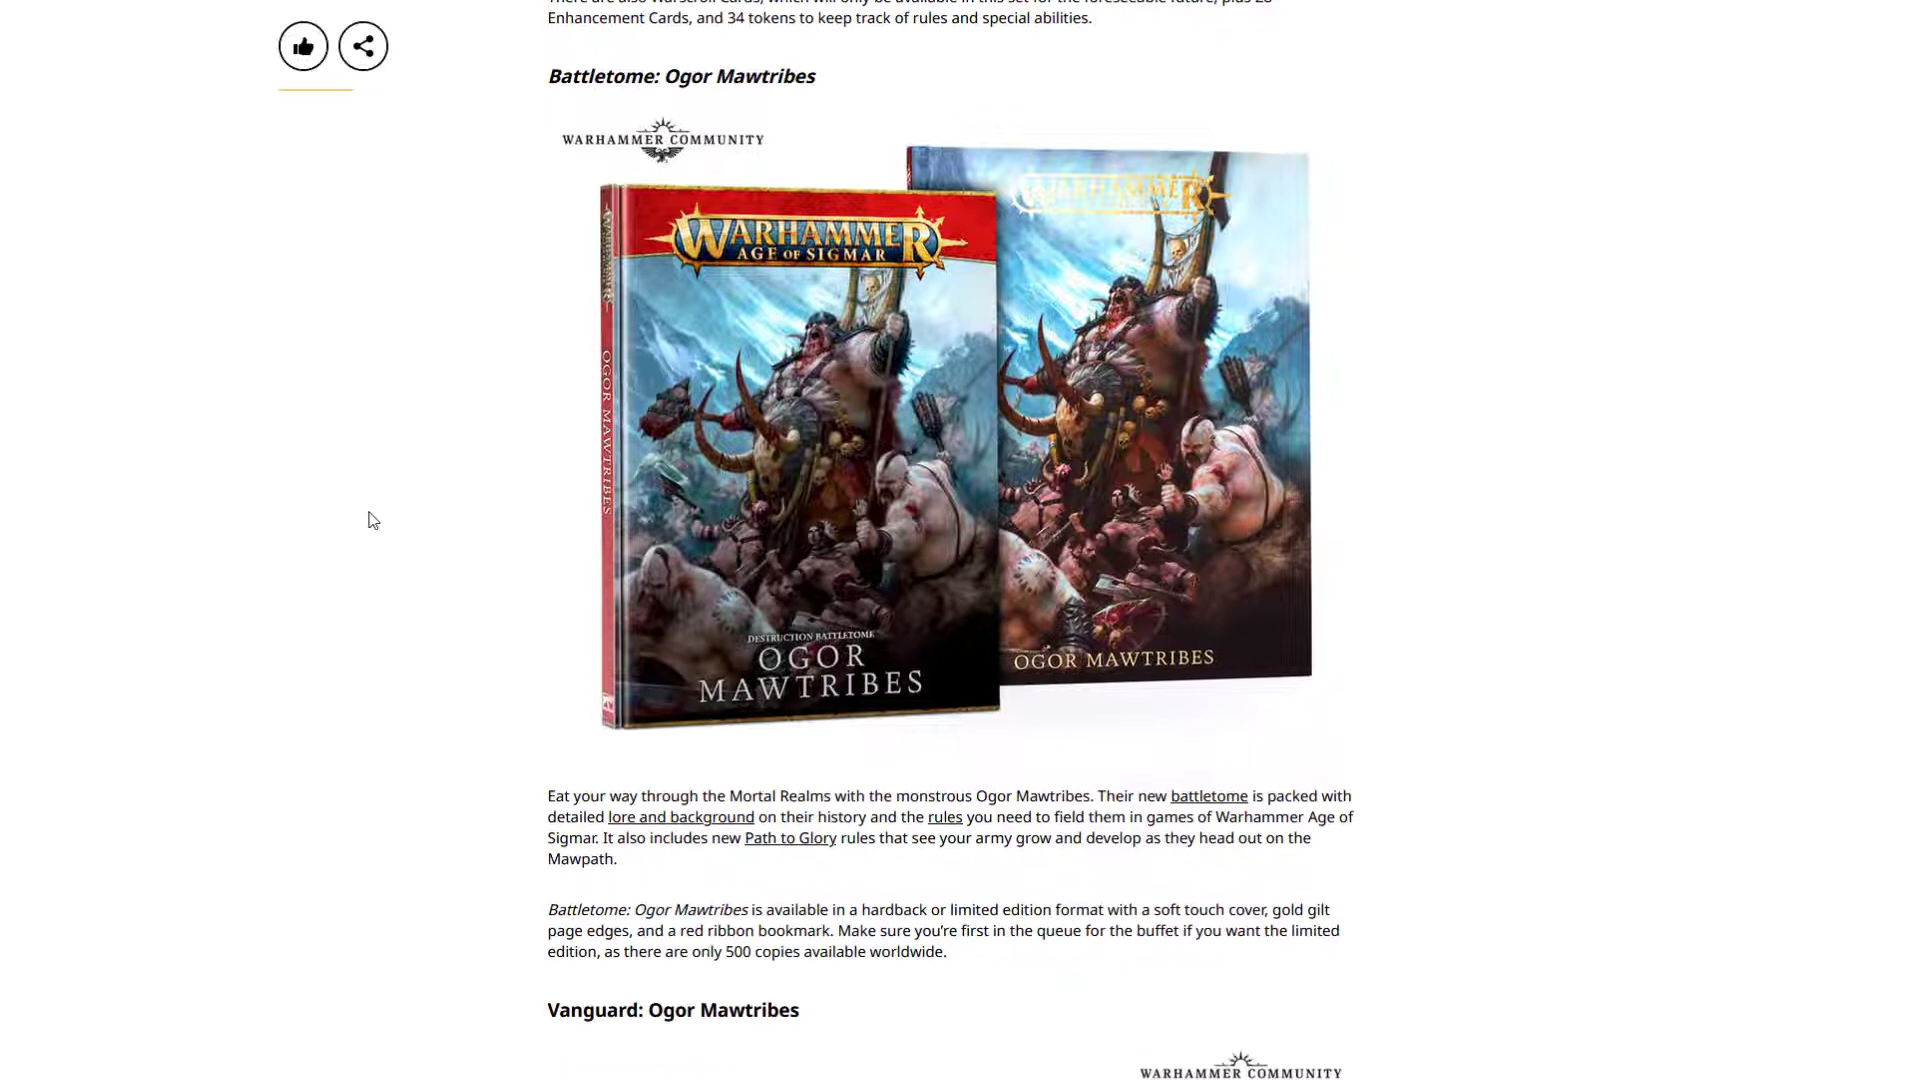 Enhancement Cards, and 34 tokens to keep track of rules and special abilities.
Battletome: Ogor Mawtribes
WARHAMMER COMMUNITY
WARHAMMER
WARHAMMER
AGE OF SIGMAR
OGOR MAWTRIBES
DESTRUCTION BATTLETOME
OGOR
MAWTRIBES
OGOR MAWTRIBES
Eat your way through the Mortal Realms with the monstrous Ogor Mawtribes. Their new battletome is packed with
detailed lore and background on their history and the rules you need to field them in games of Warhammer Age of
Sigmar. It also includes new Path to Glory rules that see your army grow and develop as they head out on the
Mawpath.
Battletome: Ogor Mawtribes is available in a hardback or limited edition format with a soft touch cover, gold gilt
page edges, and a red ribbon bookmark. Make sure you're first in the queue for the buffet if you want the limited
edition, as there are only 500 copies available worldwide.
Vanguard: Ogor Mawtribes
WARHAMMER COMMUNITY